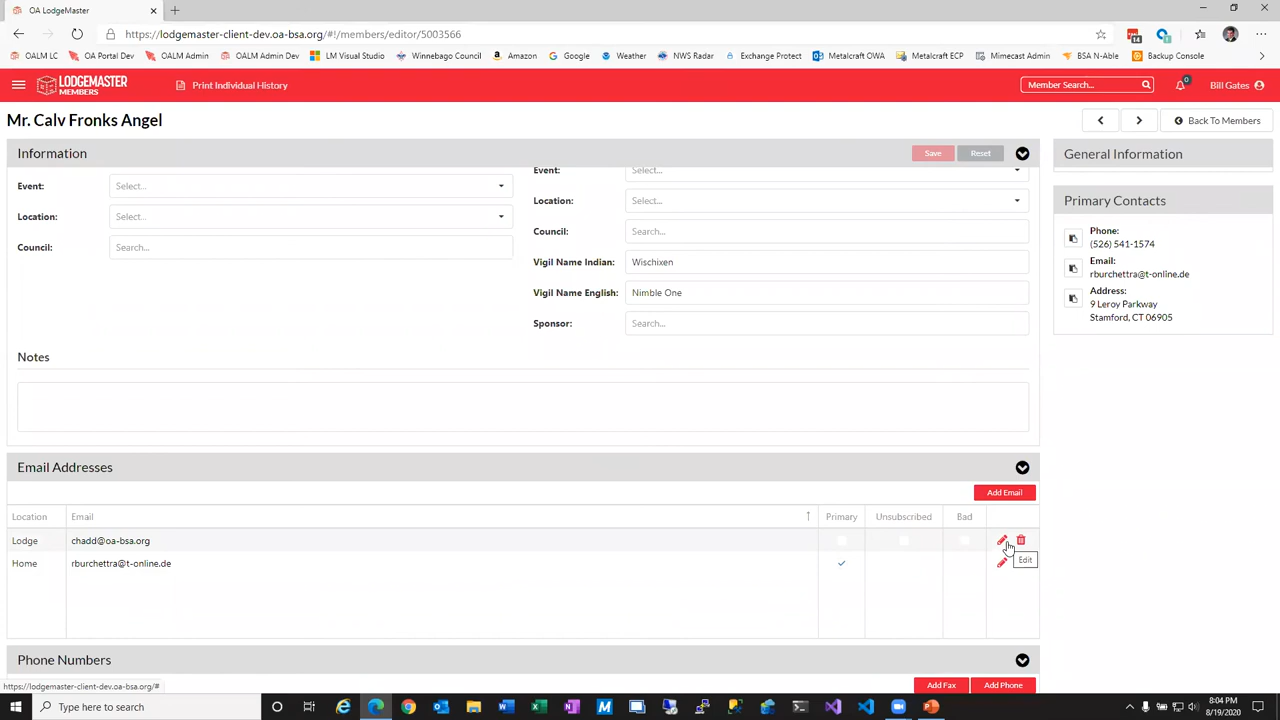 OA LodgeMaster
https://lodgemaster-client-dev.oa-bsa.org/#!/members/editor/5003566
14
OALM LC
OA Portal Dev
OALM Admin
OALM Admin Dev
LM Visual Studio
Winnebago Council
Amazon
Google
Weather
NWS Radar
Exchange Protect
Metalcraft OWA
Metalcraft ECP
Mimecast Admin
BSA N-Able
Backup Console
LODGEMASTER
MEMBERS
Print Individual History
Member Search...
0
Bill Gates
Mr. Calv Fronks Angel
Back To Members
Information
Save
Reset
Event:
Select...
Location:
Select...
Council:
Search...
Event:
Select...
Location:
Select...
Council:
Search...
Vigil Name Indian:
Wischixen
Vigil Name English:
Nimble One
Sponsor:
Search...
Notes
General Information
Primary Contacts
Phone:
(526) 541-1574
Email:
rburchettra@t-online.de
Address:
9 Leroy Parkway
Stamford, CT 06905
Email Addresses
Add Email
Location
Email
Primary
Unsubscribed
Bad
Lodge
chadd@oa-bsa.org
Home
rburchettra@t-online.de
Edit
Phone Numbers
Add Fax
Add Phone
https://lodgemaster-client-dev.oa-bsa.org/#
Type here to search
8:04 PM
8/19/2020